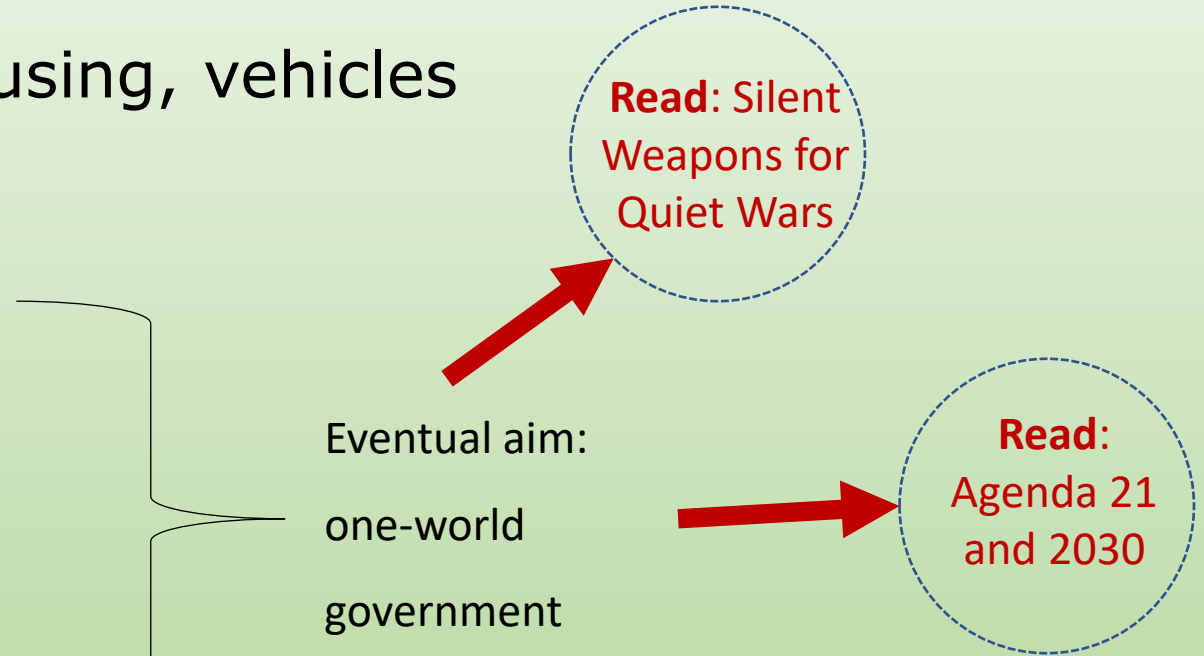 using, vehicles
Read: Silent
Weapons for
Quiet Wars
Eventual aim:
one-world
government
Read:
Agenda 21
and 2030